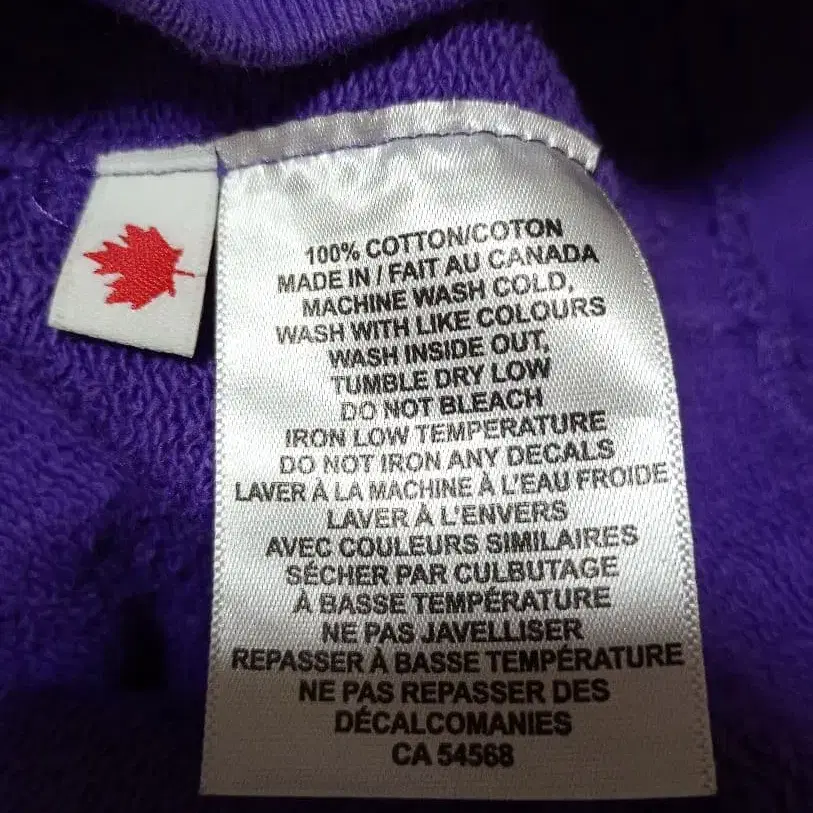 100% COTTON/COTON
MADE IN / FAIT AU CANADA
MACHINE WASH COLD,
WASH WITH LIKE COLOURS
WASH INSIDE OUT,
TUMBLE DRY LOW
DO NOT BLEACH
IRON LOW TEMPERATURE
DO NOT IRON ANY DECALS
LAVER À LA MACHINE À L'EAU FROIDE
LAVER À L'ENVERS
AVEC COULEURS SIMILAIRES
SÉCHER PAR CULBUTAGE
À BASSE TEMPÉRATURE
NE PAS JAVELLISER
REPASSER À BASSE TEMPÉRATURE
NE PAS REPASSER DES
DÉCALCOMANIES
CA 54568